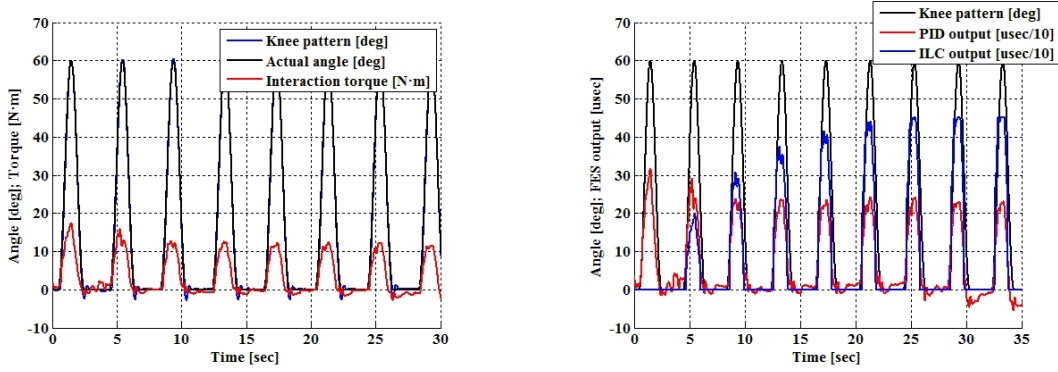 70
60
50
40
30
20
10
0
-10
Angle [deg]; Torque [N·m]
Knee pattern [deg]
Actual angle [deg]
Interaction torque [N·m]
0 5 10 15 20 25 30
Time [sec]
70
60
50
40
30
20
10
0
-10
Angle [deg]; FES output [usec]
Knee pattern [deg]
PID output [usec/10]
ILC output [usec/10]
0 5 10 15 20 25 30 35
Time [sec]